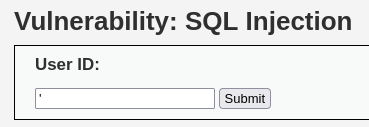 Vulnerability: SQL Injection
User ID:
' Submit